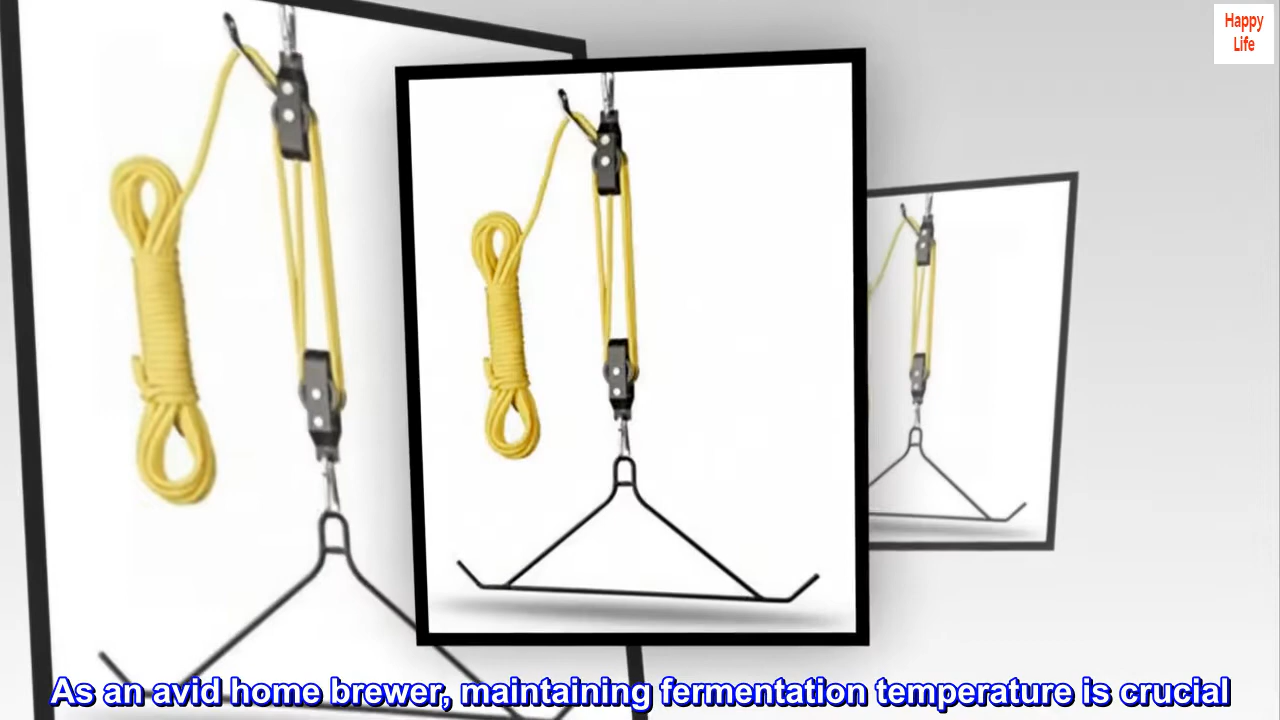 Happy
Life
As an avid home brewer, maintaining fermentation temperature is crucial